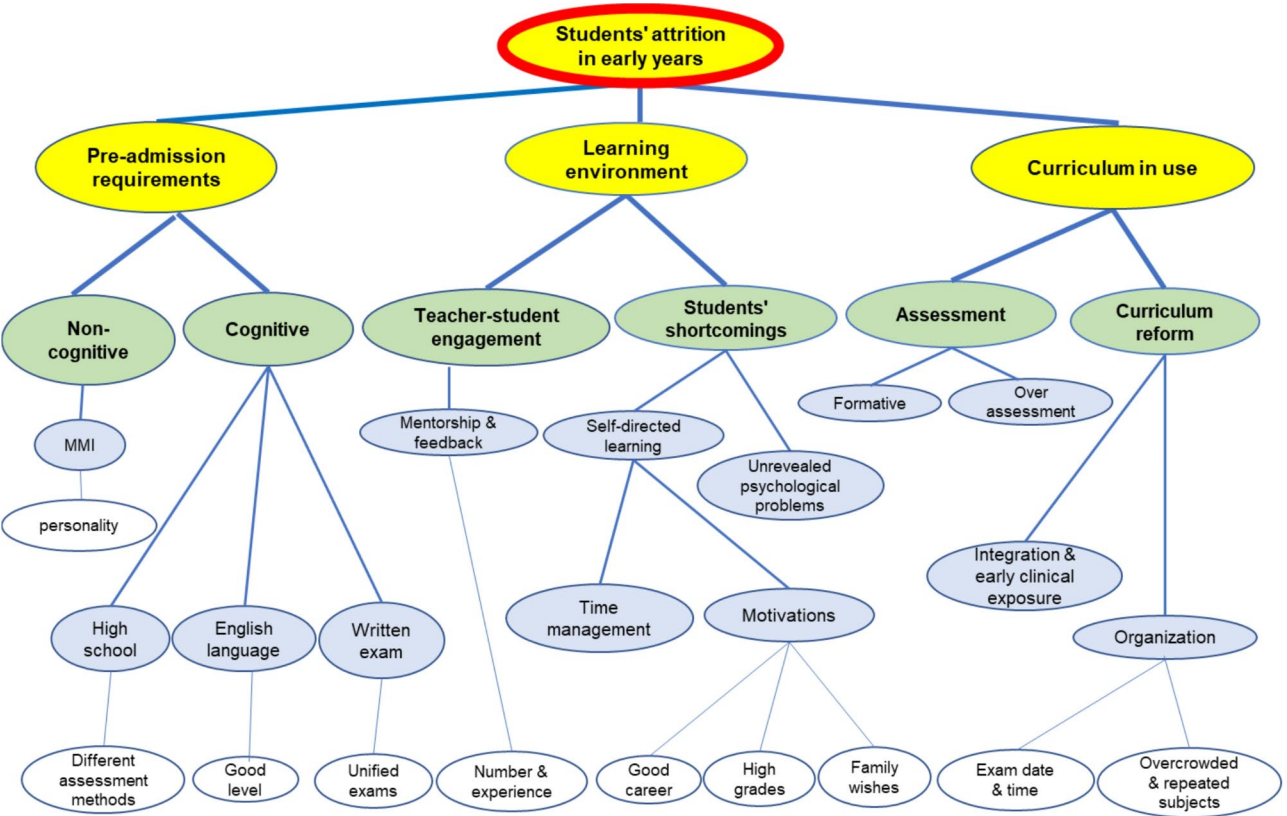 Students' attrition
in early years
Pre-admission
requirements
Learning
environment
Curriculum in use
Non-
cognitive
Cognitive
Teacher-student
engagement
Students'
shortcomings
Assessment
Curriculum
reform
MMI
Mentorship &
feedback
Self-directed
learning
Unrevealed
psychological
problems
Formative
Over
assessment
personality
Integration &
early clinical
exposure
High
school
English
language
Written
exam
Time
management
Motivations
Organization
Different
assessment
methods
Good
level
Unified
exams
Number &
experience
Good
career
High
grades
Family
wishes
Exam date
& time
Overcrowded
& repeated
subjects